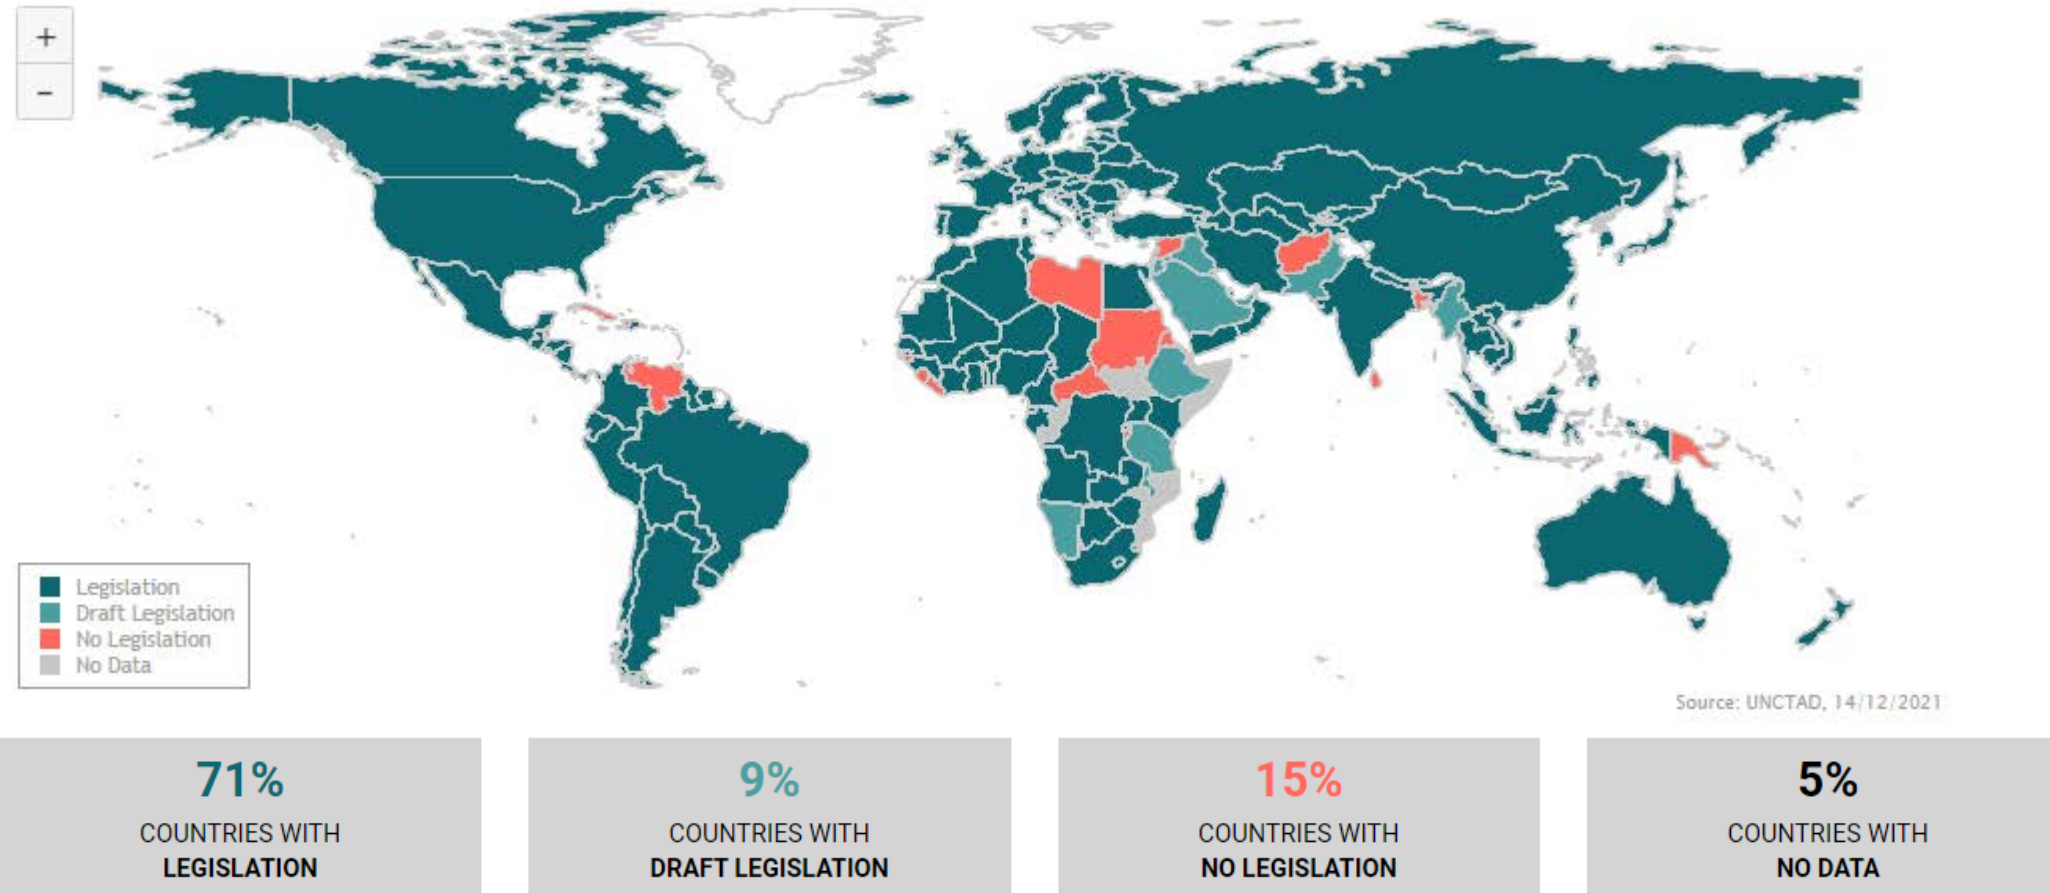 +
−
Legislation
Draft Legislation
No Legislation
No Data
Source: UNCTAD, 14/12/2021
71%
COUNTRIES WITH
LEGISLATION
9%
COUNTRIES WITH
DRAFT LEGISLATION
15%
COUNTRIES WITH
NO LEGISLATION
5%
COUNTRIES WITH
NO DATA